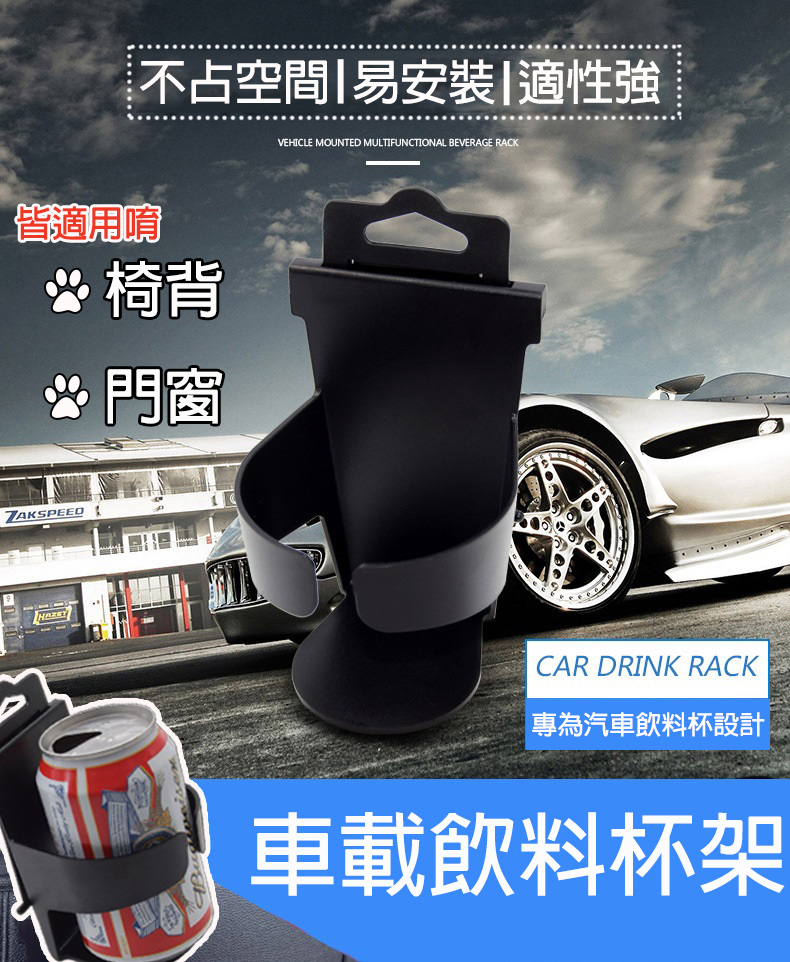 不占空間|易安裝|適性強
VEHICLE MOUNTED MULTIFUNCTIONAL BEVERAGE RACK
皆適用唷
椅背
門窗
ZAKSPEED
HAZET
CAR DRINK RACK
專為汽車飲料杯設計
Budweiser
車載飲料杯架